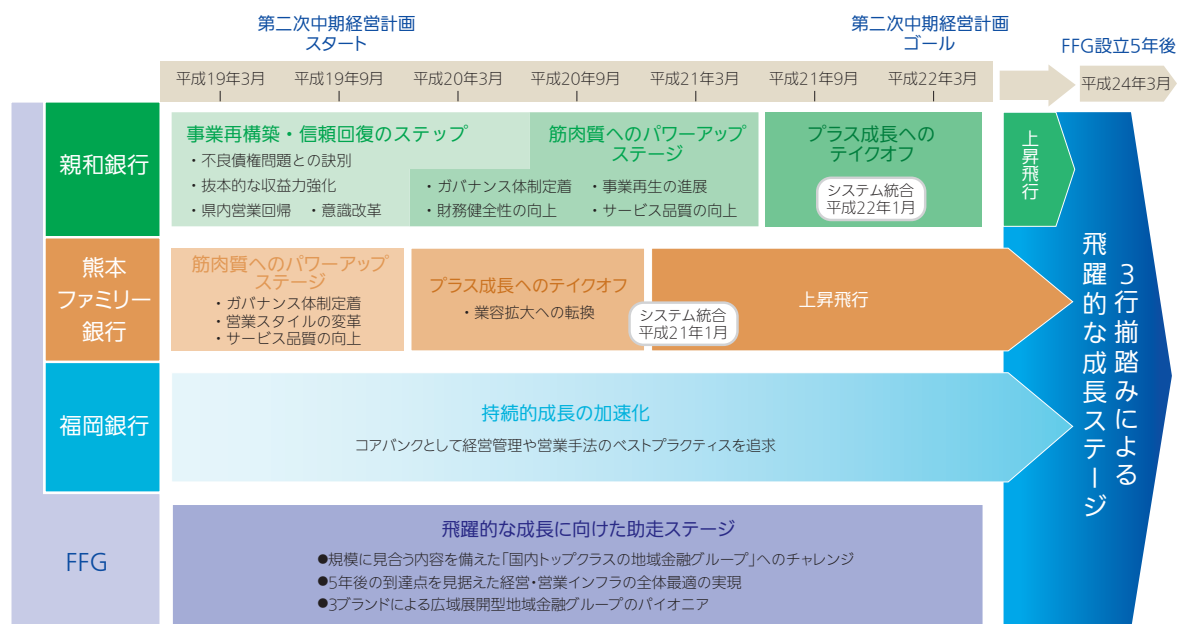 第二次中期経営計画
スタート
第二次中期経営計画
ゴール
FFG設立5年後
平成19年3月
平成19年9月
平成20年3月
平成20年9月
平成21年3月
平成21年9月
平成22年3月
平成24年3月
親和銀行
事業再構築・信頼回復のステップ
・不良債権問題との訣別
・抜本的な収益力強化
・県内営業回帰 ・意識改革
筋肉質へのパワーアップ
ステージ
・ガバナンス体制定着 ・事業再生の進展
・財務健全性の向上 ・サービス品質の向上
プラス成長への
テイクオフ
システム統合
平成22年1月
上昇飛行
熊本
ファミリー
銀行
筋肉質へのパワーアップ
ステージ
・ガバナンス体制定着
・営業スタイルの変革
・サービス品質の向上
プラス成長へのテイクオフ
・業容拡大への転換
システム統合
平成21年1月
上昇飛行
福岡銀行
持続的成長の加速化
コアバンクとして経営管理や営業手法のベストプラクティスを追求
FFG
飛躍的な成長に向けた助走ステージ
●規模に見合う内容を備えた「国内トップクラスの地域金融グループ」へのチャレンジ
●5年後の到達点を見据えた経営・営業インフラの全体最適の実現
●3ブランドによる広域展開型地域金融グループのパイオニア
3行揃踏みによる
飛躍的な成長ステージ